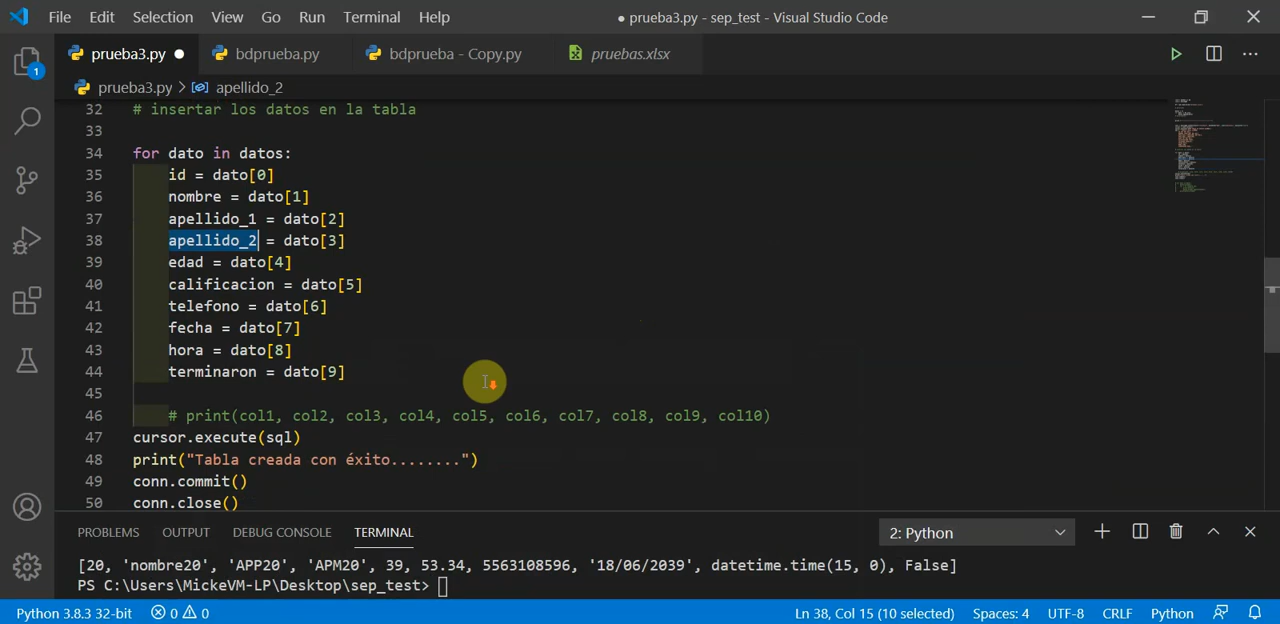 File Edit Selection View Go Run Terminal Help ● prueba3.py - sep_test - Visual Studio Code
prueba3.py ● bdprueba.py bdprueba - Copy.py pruebas.xlsx
1
prueba3.py > apellido_2
32 # insertar los datos en la tabla
33
34 for dato in datos:
35 id = dato[0]
36 nombre = dato[1]
37 apellido_1 = dato[2]
38 apellido_2 = dato[3]
39 edad = dato[4]
40 calificacion = dato[5]
41 telefono = dato[6]
42 fecha = dato[7]
43 hora = dato[8]
44 terminaron = dato[9]
45
46 # print(col1, col2, col3, col4, col5, col6, col7, col8, col9, col10)
47 cursor.execute(sql)
48 print("Tabla creada con éxito........")
49 conn.commit()
50 conn.close()
PROBLEMS OUTPUT DEBUG CONSOLE TERMINAL 2: Python
[20, 'nombre20', 'APP20', 'APM20', 39, 53.34, 5563108596, '18/06/2039', datetime.time(15, 0), False]
PS C:\Users\MickeVM-LP\Desktop\sep_test>
Python 3.8.3 32-bit 0 0 Ln 38, Col 15 (10 selected) Spaces: 4 UTF-8 CRLF Python